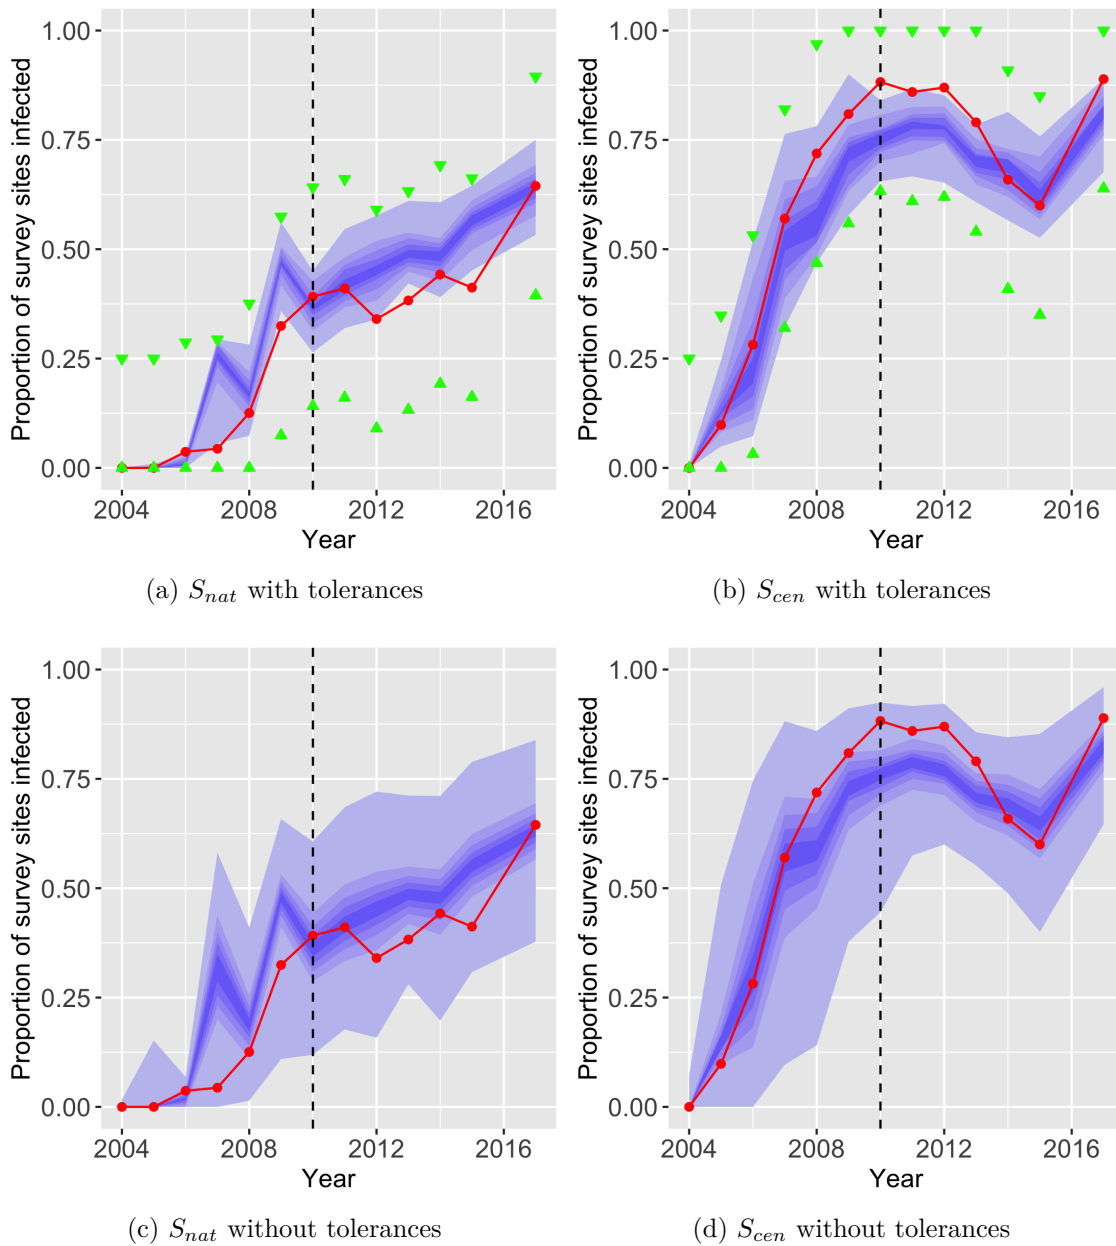 1.00
0.75
0.50
0.25
0.00
Proportion of survey sites infected
2004 2008 2012 2016
Year
(a) S_nat with tolerances
1.00
0.75
0.50
0.25
0.00
Proportion of survey sites infected
2004 2008 2012 2016
Year
(b) S_cen with tolerances
1.00
0.75
0.50
0.25
0.00
Proportion of survey sites infected
2004 2008 2012 2016
Year
(c) S_nat without tolerances
1.00
0.75
0.50
0.25
0.00
Proportion of survey sites infected
2004 2008 2012 2016
Year
(d) S_cen without tolerances